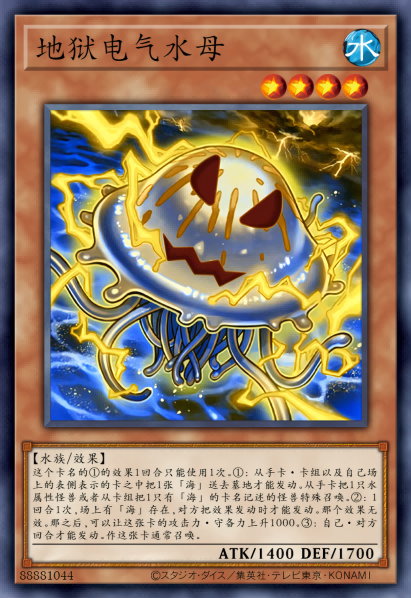 地狱电气水母
水
【水族/效果】
这个卡名的①的效果1回合只能使用1次。①：从手卡·卡组以及自己场
上的表侧表示的卡之中把1张「海」送去墓地才能发动。从手卡把1只水
属性怪兽或者从卡组把1只有「海」的卡名记述的怪兽特殊召唤。②：1
回合1次，场上有「海」存在，对方把效果发动时才能发动。那个效果无
效。那之后，可以让这张卡的攻击力·守备力上升1000。③：自己·对方
回合才能发动。作这张卡通常召唤。
ATK/1400 DEF/1700
88881044
©スタジオ·ダイス／集英社·テレビ東京·KONAMI